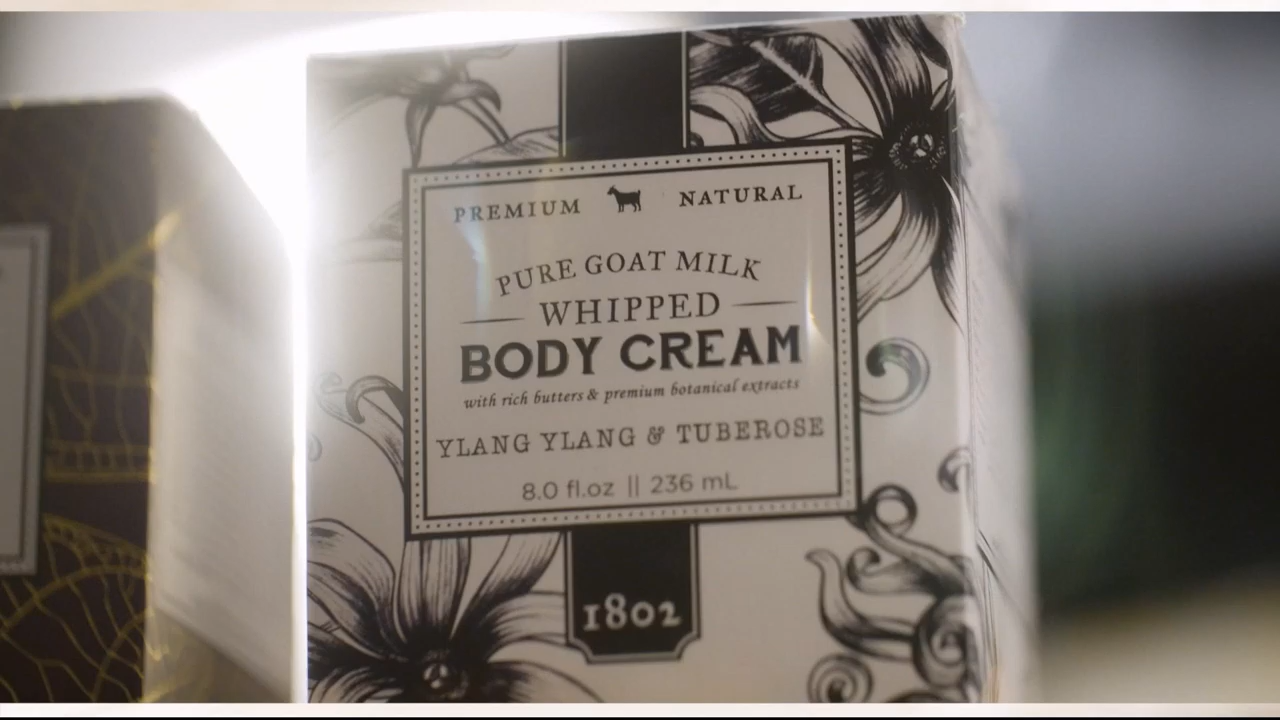 PREMIUM NATURAL
PURE GOAT MILK
WHIPPED
BODY CREAM
with rich butters & premium botanical extracts
YLANG YLANG & TUBEROSE
8.0 fl.oz || 236 mL
1802